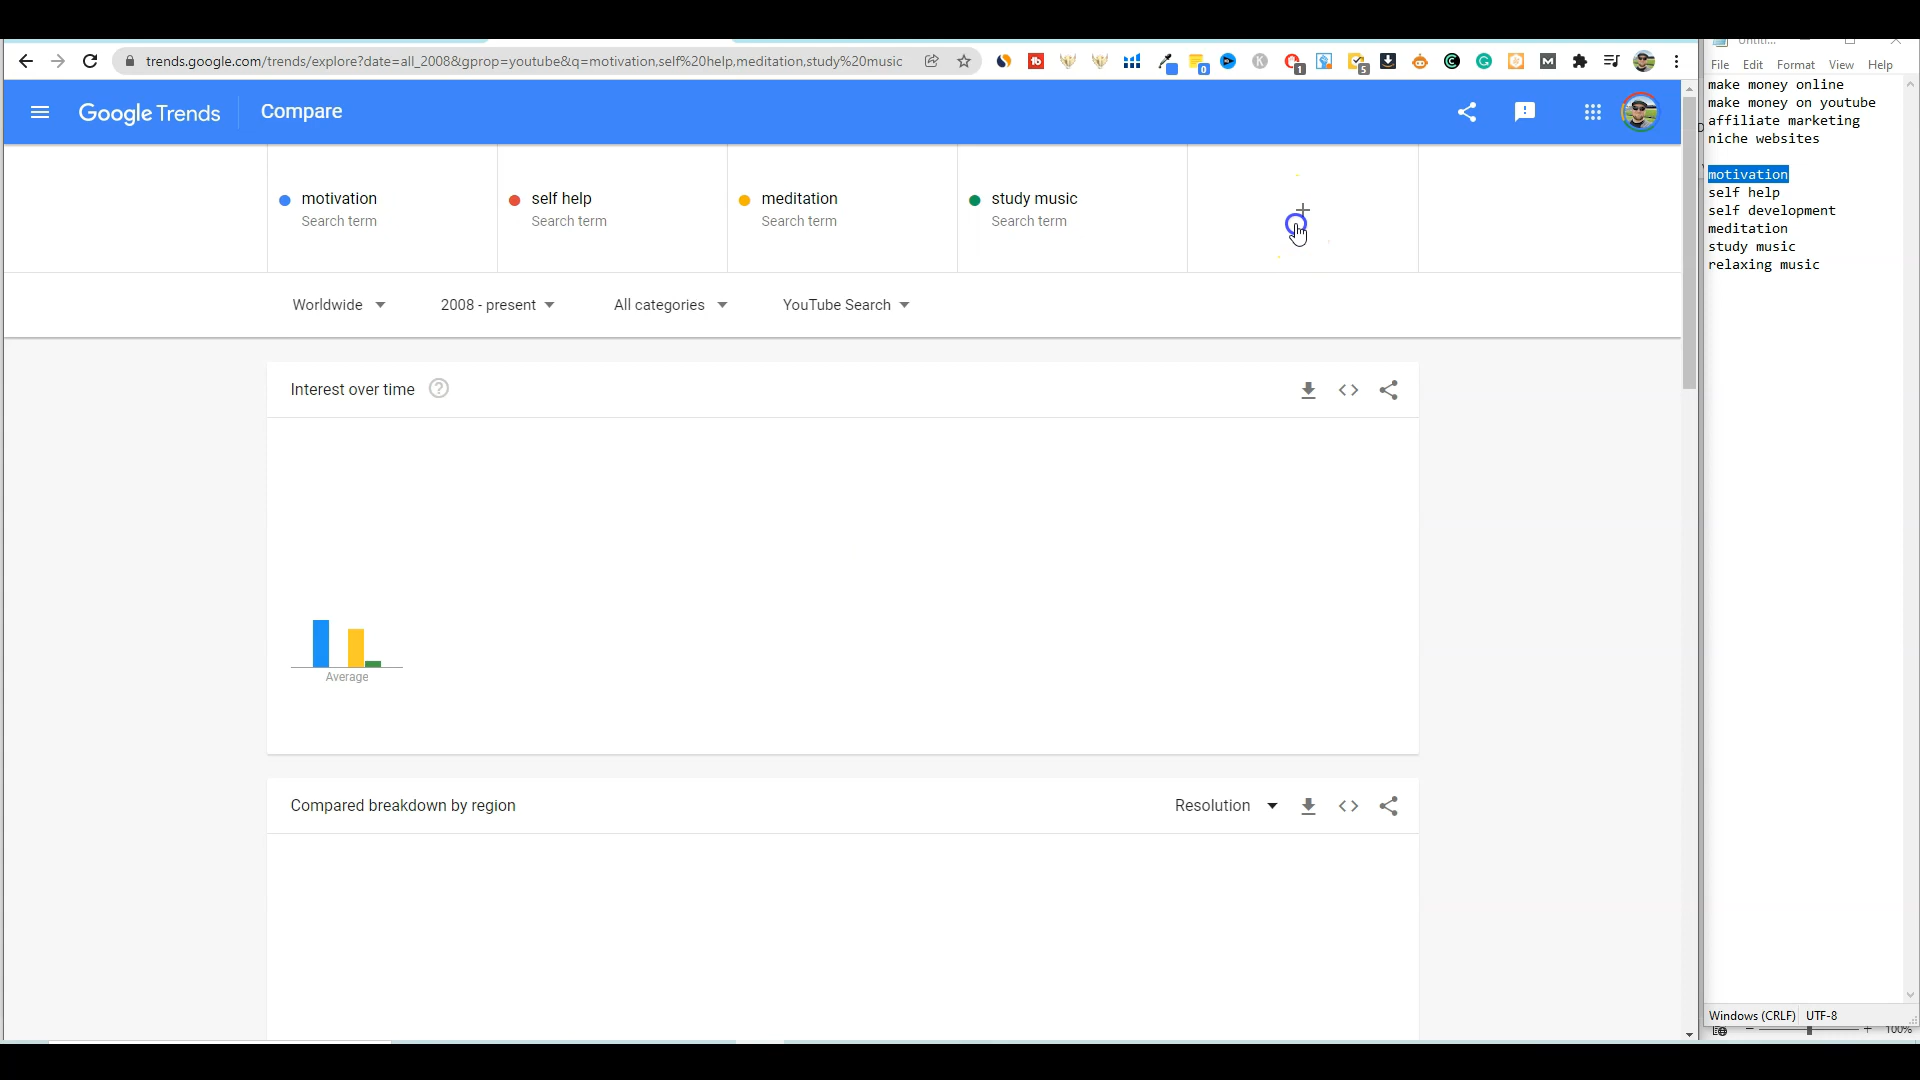 trends.google.com/trends/explore?date=all_2008&gprop=youtube&q=motivation,self%20help,meditation,study%20music
Google Trends
Compare
motivation
Search term
self help
Search term
meditation
Search term
study music
Search term
Worldwide
2008 - present
All categories
YouTube Search
Interest over time
Average
Compared breakdown by region
Resolution
File Edit Format View Help
make money online
make money on youtube
affiliate marketing
niche websites
motivation
self help
self development
meditation
study music
relaxing music
Windows (CRLF) UTF-8
100%